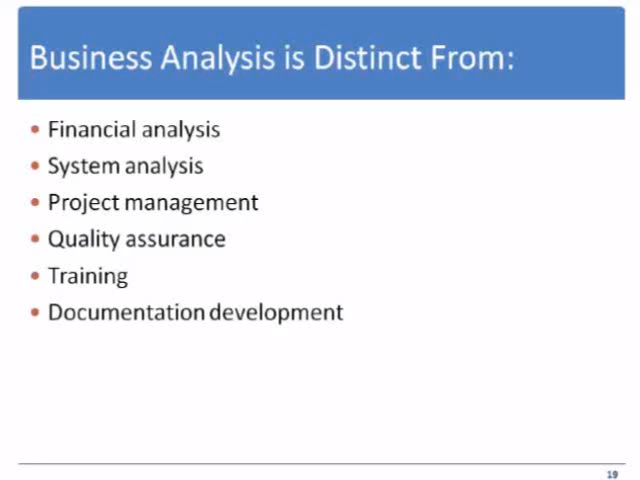 Business Analysis is Distinct From:
• Financial analysis
• System analysis
• Project management
• Quality assurance
• Training
• Documentation development
19